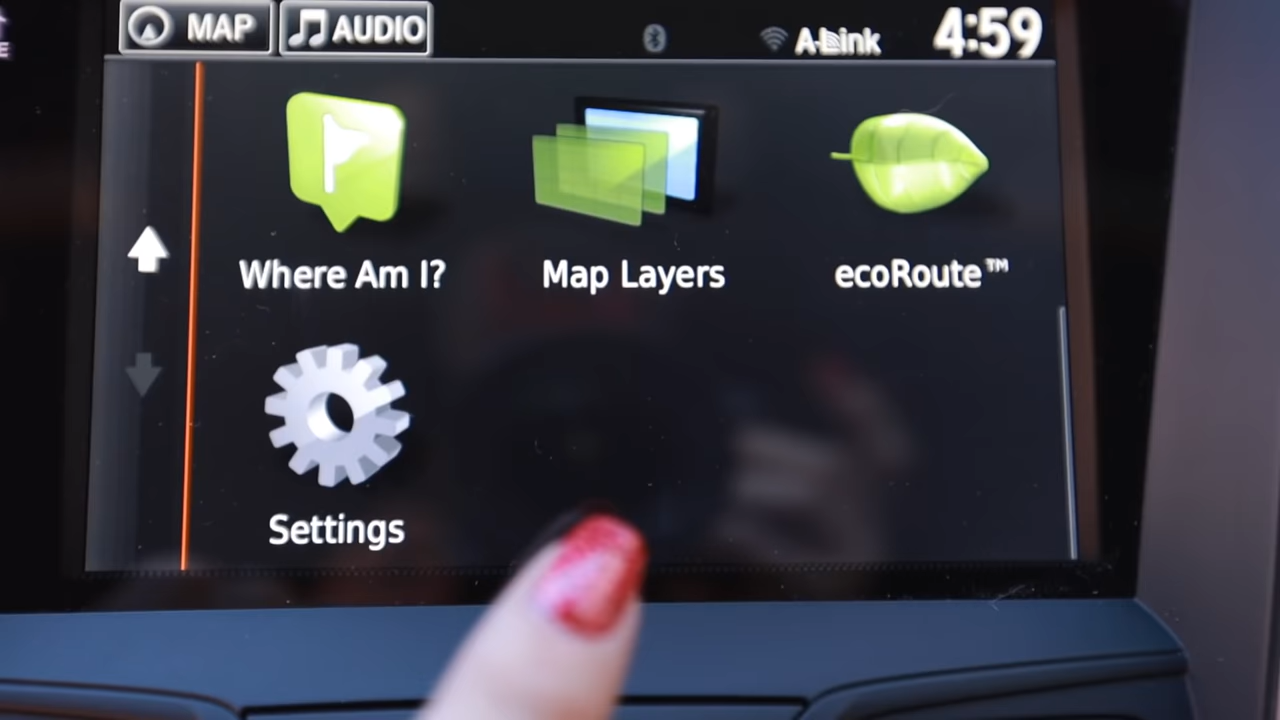 MAP
AUDIO
A-Link
4:59
Where Am I?
Map Layers
ecoRoute™
Settings